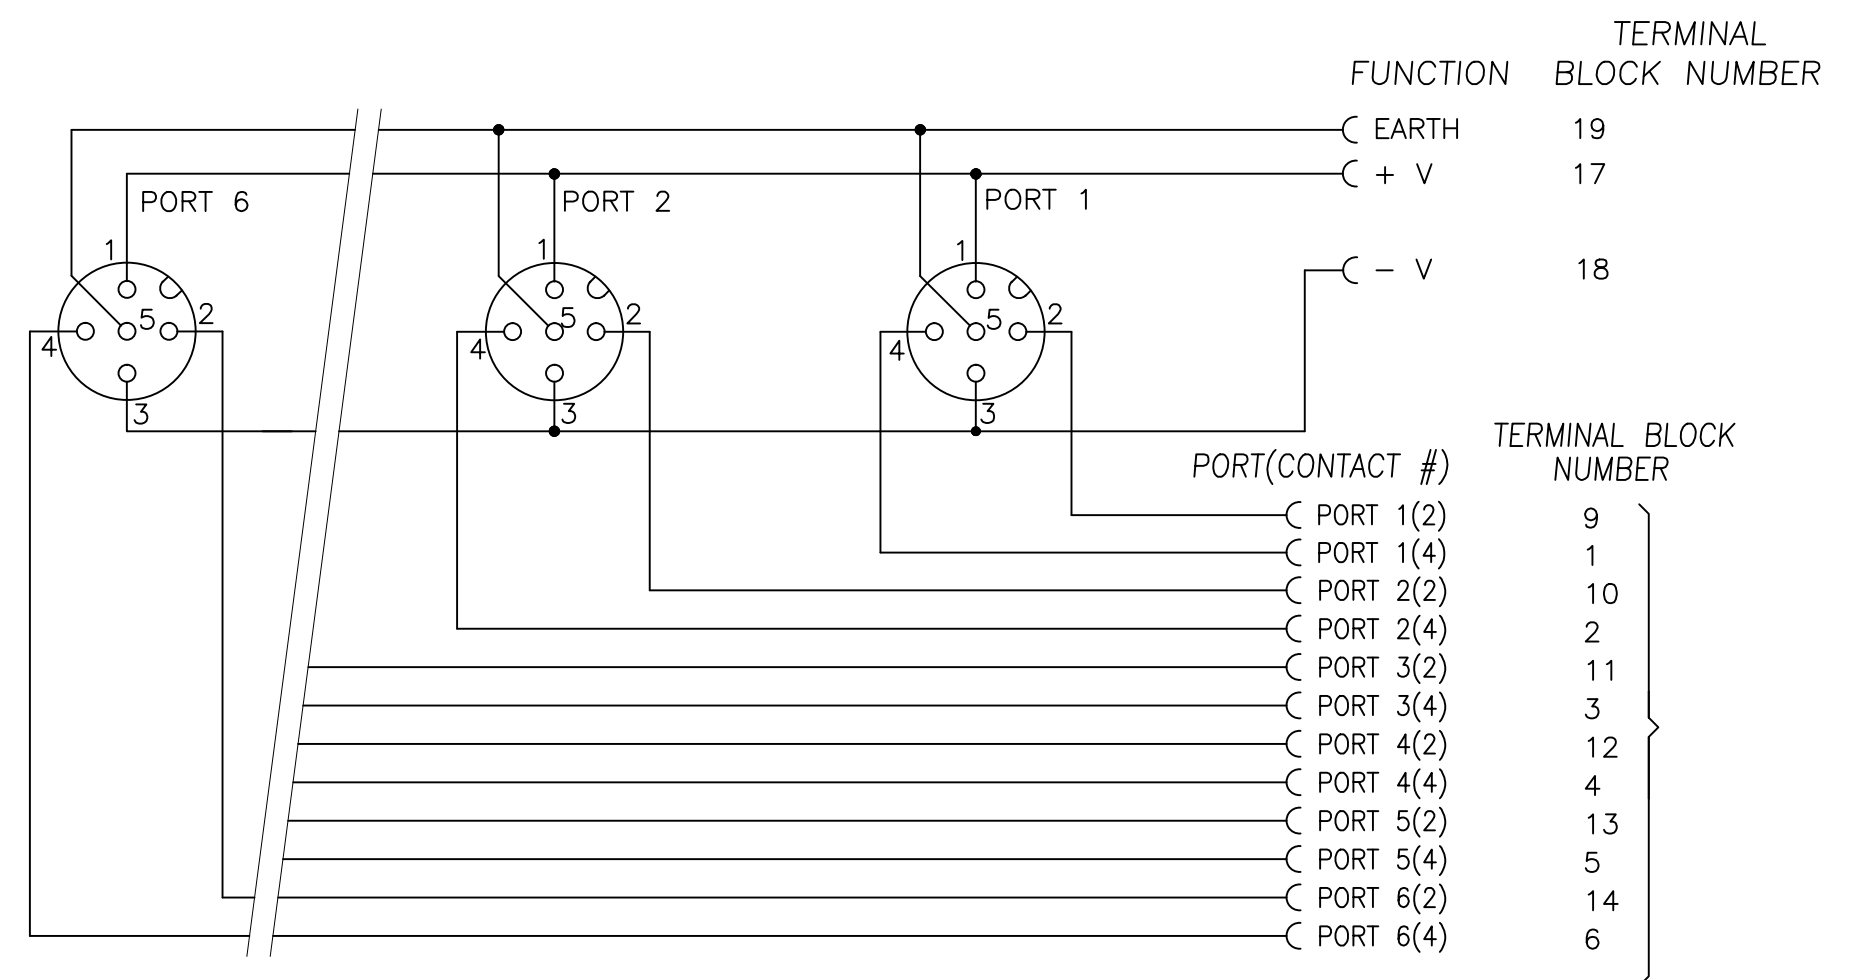 TERMINAL
FUNCTION BLOCK NUMBER
EARTH 19
+ V 17
PORT 6 PORT 2 PORT 1
1 1 1
- V 18
5 2 5 2 5 2
4 4 4
3 3 3
TERMINAL BLOCK
PORT(CONTACT #) NUMBER
PORT 1(2) 9
PORT 1(4) 1
PORT 2(2) 10
PORT 2(4) 2
PORT 3(2) 11
PORT 3(4) 3
PORT 4(2) 12
PORT 4(4) 4
PORT 5(2) 13
PORT 5(4) 5
PORT 6(2) 14
PORT 6(4) 6